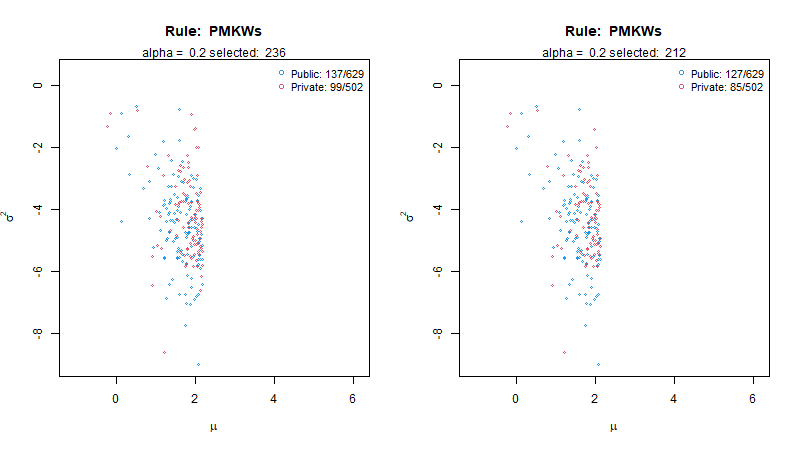 Rule: PMKWs
alpha = 0.2 selected: 236
Public: 137/629
Private: 99/502
0
-2
-4
-6
-8
σ²
0
2
4
6
μ
Rule: PMKWs
alpha = 0.2 selected: 212
Public: 127/629
Private: 85/502
0
-2
-4
-6
-8
σ²
0
2
4
6
μ